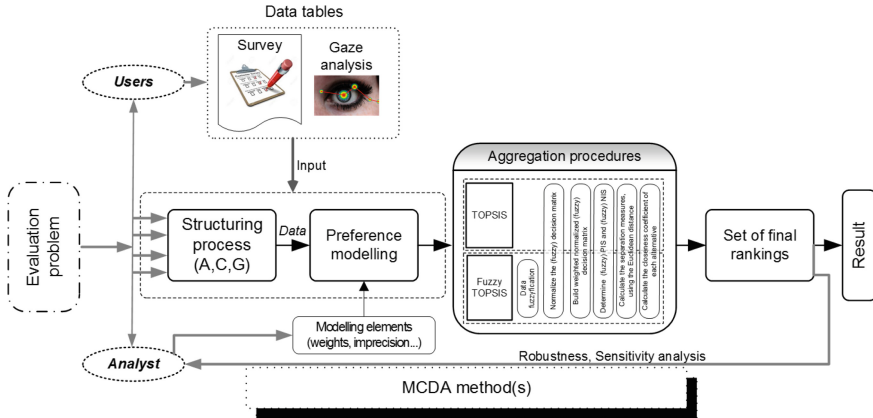 Data tables
Survey
Gaze
analysis
Users
Input
Evaluation
problem
Structuring
process
(A,C,G)
Data
Preference
modelling
Modelling elements
(weights, imprecision...)
Analyst
Aggregation procedures
TOPSIS
Fuzzy
TOPSIS
Data
fuzzyfication
Normalize the (fuzzy) decision matrix
Build weighted normalized (fuzzy)
decision matrix
Determine (fuzzy) PIS and (fuzzy) NIS
Calculate the separation measures,
using the Euclidean distance
Calculate the closeness coefficient of
each alternative
Set of final
rankings
Result
Robustness, Sensitivity analysis
MCDA method(s)